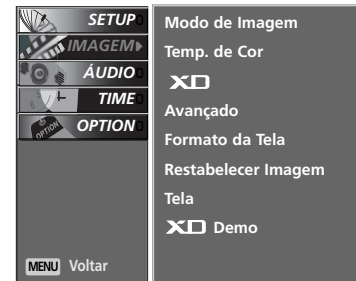 SETUP
IMAGEM
ÁUDIO
TIME
OPTION
OPTION
MENU Voltar
Modo de Imagem
Temp. de Cor
XD
Avançado
Formato da Tela
Restabelecer Imagem
Tela
XD Demo